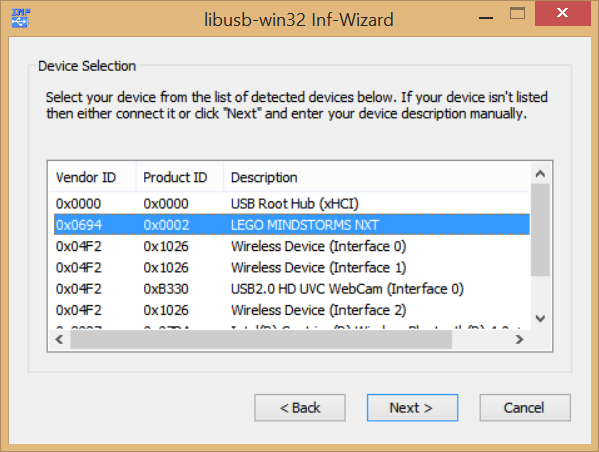 INF
libusb-win32 Inf-Wizard
Device Selection
Select your device from the list of detected devices below. If your device isn't listed
then either connect it or click "Next" and enter your device description manually.
Vendor ID Product ID Description
0x0000 0x0000 USB Root Hub (xHCI)
0x0694 0x0002 LEGO MINDSTORMS NXT
0x04F2 0x1026 Wireless Device (Interface 0)
0x04F2 0x1026 Wireless Device (Interface 1)
0x04F2 0xB330 USB2.0 HD UVC WebCam (Interface 0)
0x04F2 0x1026 Wireless Device (Interface 2)
< Back Next > Cancel